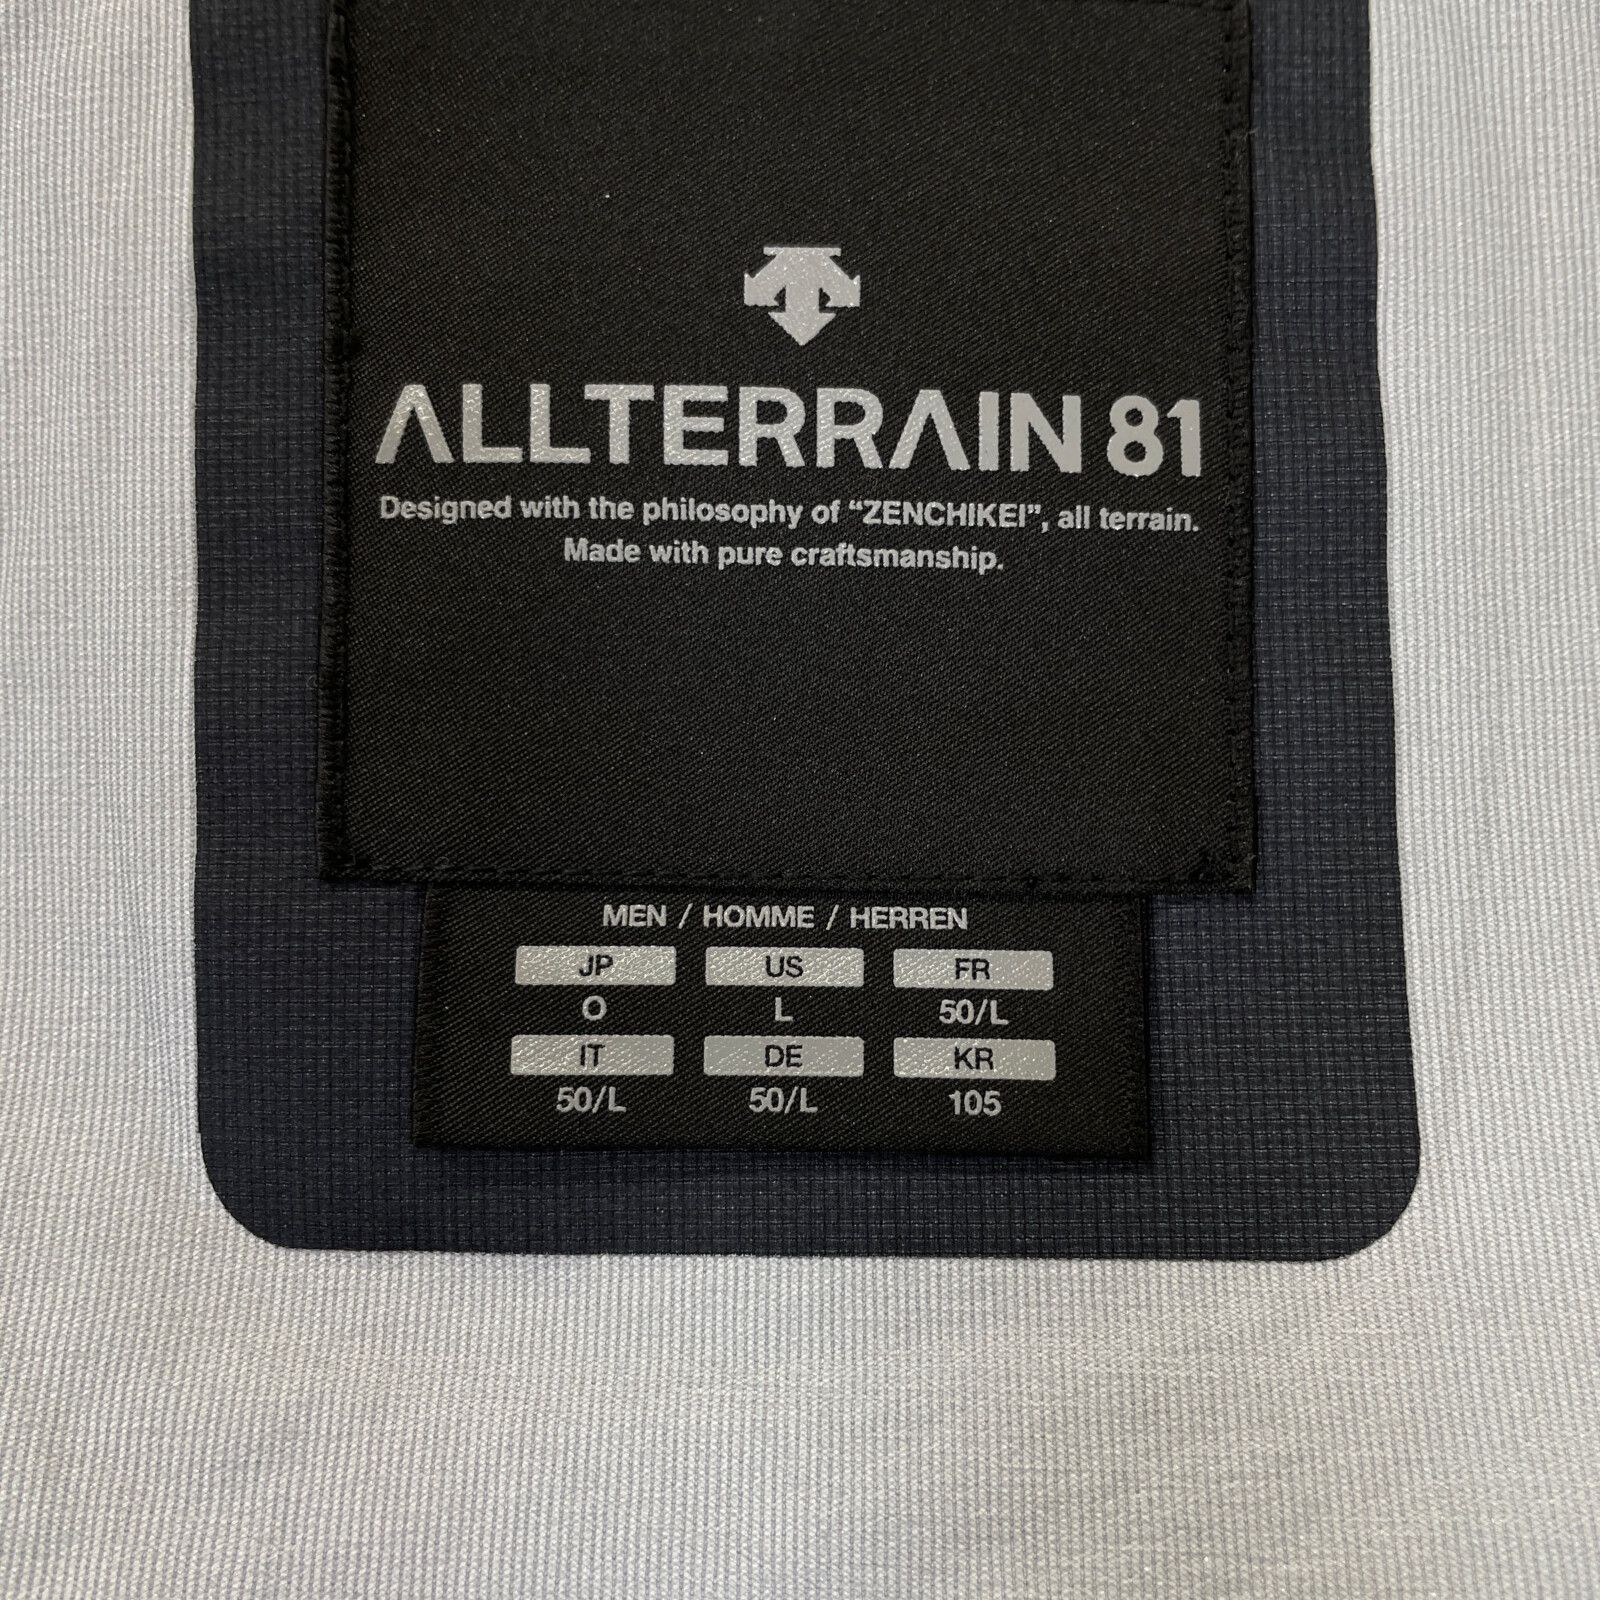 ALLTERRAIN 81
Designed with the philosophy of “ZENCHIKEI”, all terrain.
Made with pure craftsmanship.
MEN / HOMME / HERREN
JP US FR
O L 50/L
IT DE KR
50/L 50/L 105